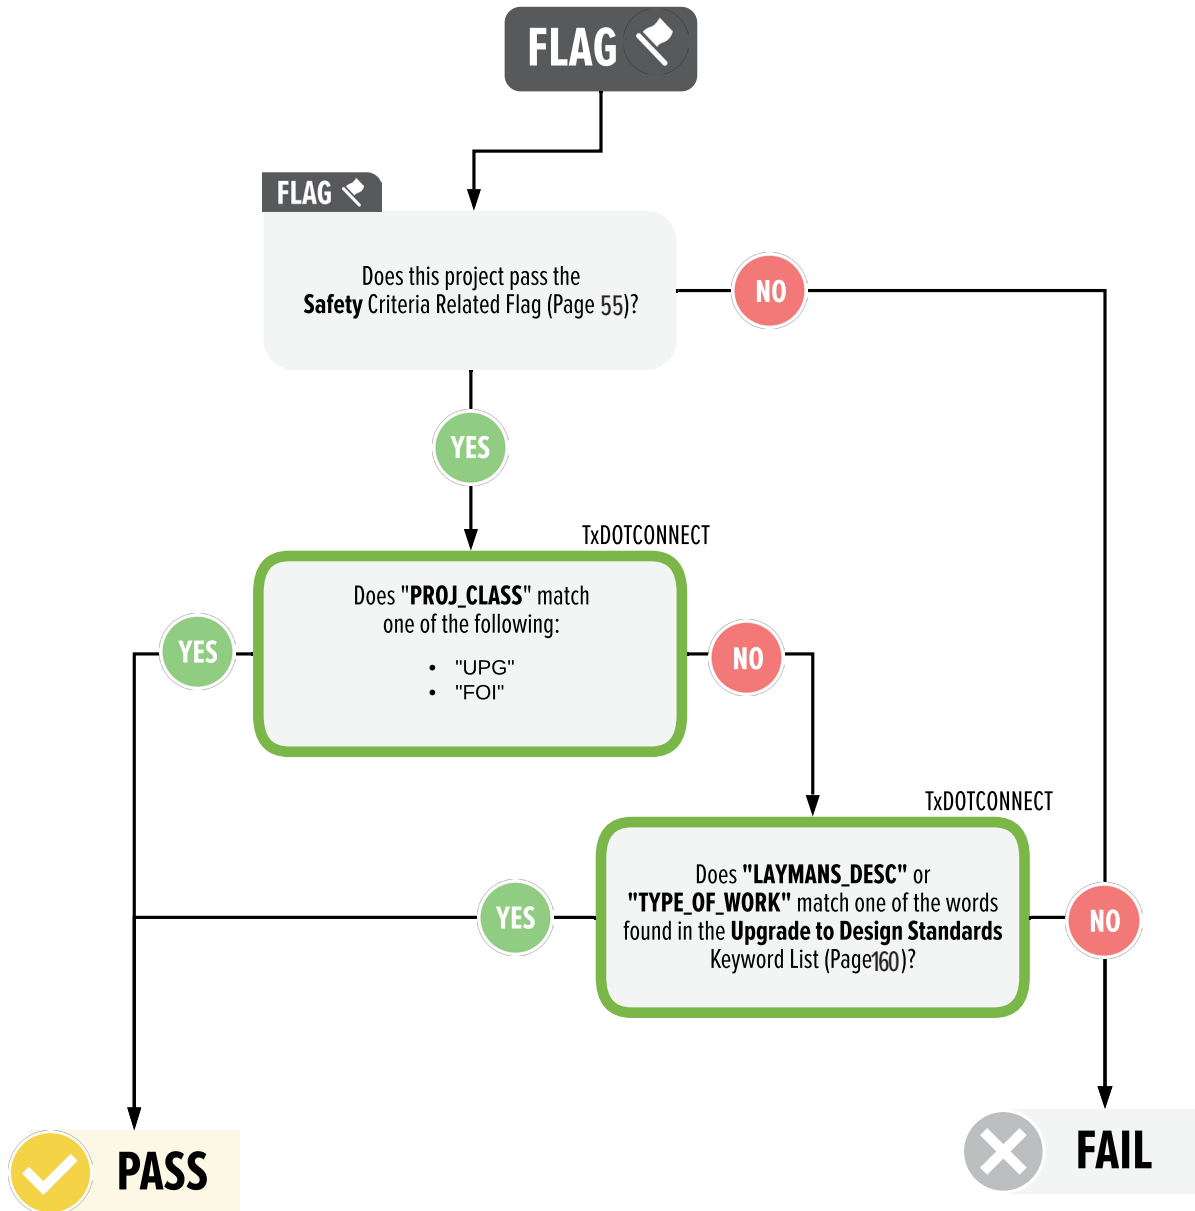 FLAG
FLAG
Does this project pass the
Safety Criteria Related Flag (Page 55)?
NO
YES
TxDOTCONNECT
Does "PROJ_CLASS" match
one of the following:
• "UPG"
• "FOI"
YES
NO
TxDOTCONNECT
Does "LAYMANS_DESC" or
"TYPE_OF_WORK" match one of the words
found in the Upgrade to Design Standards
Keyword List (Page160)?
YES
NO
PASS
FAIL